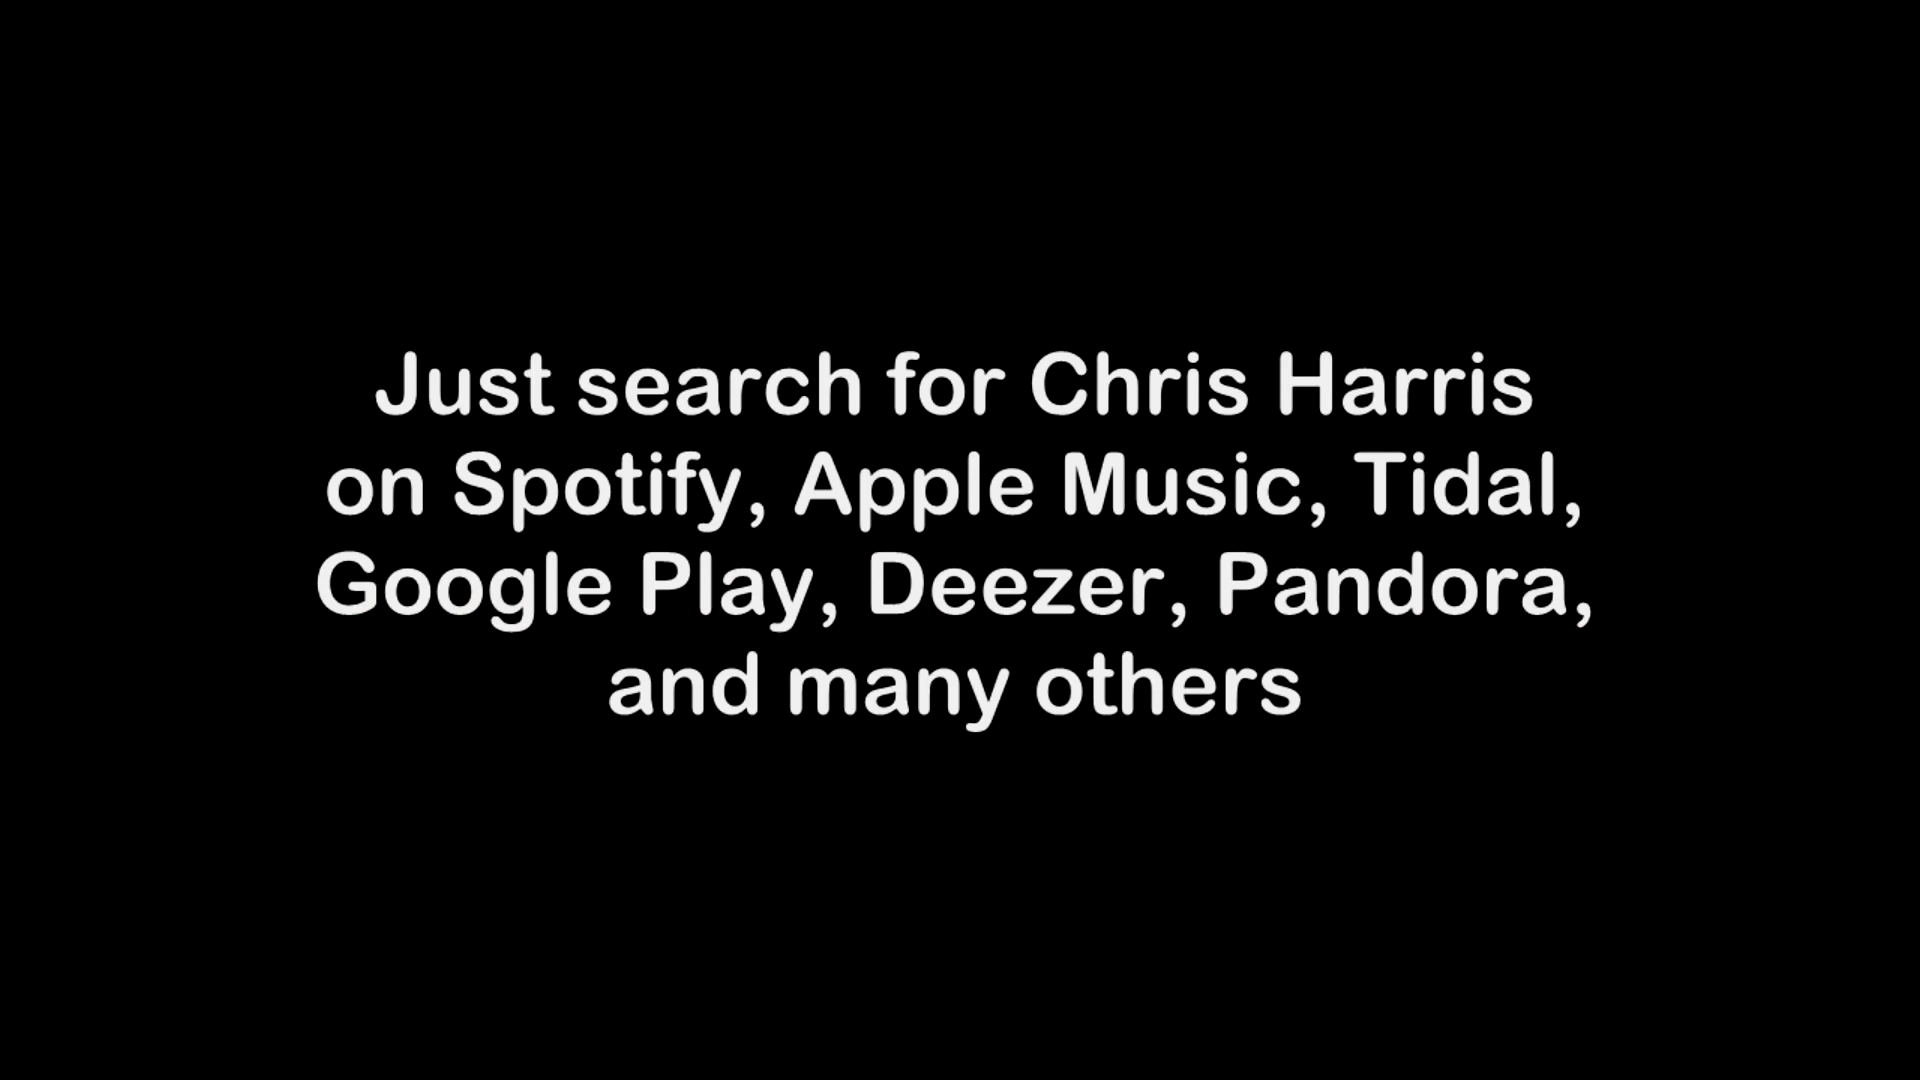 Just search for Chris Harris
on Spotify, Apple Music, Tidal,
Google Play, Deezer, Pandora,
and many others